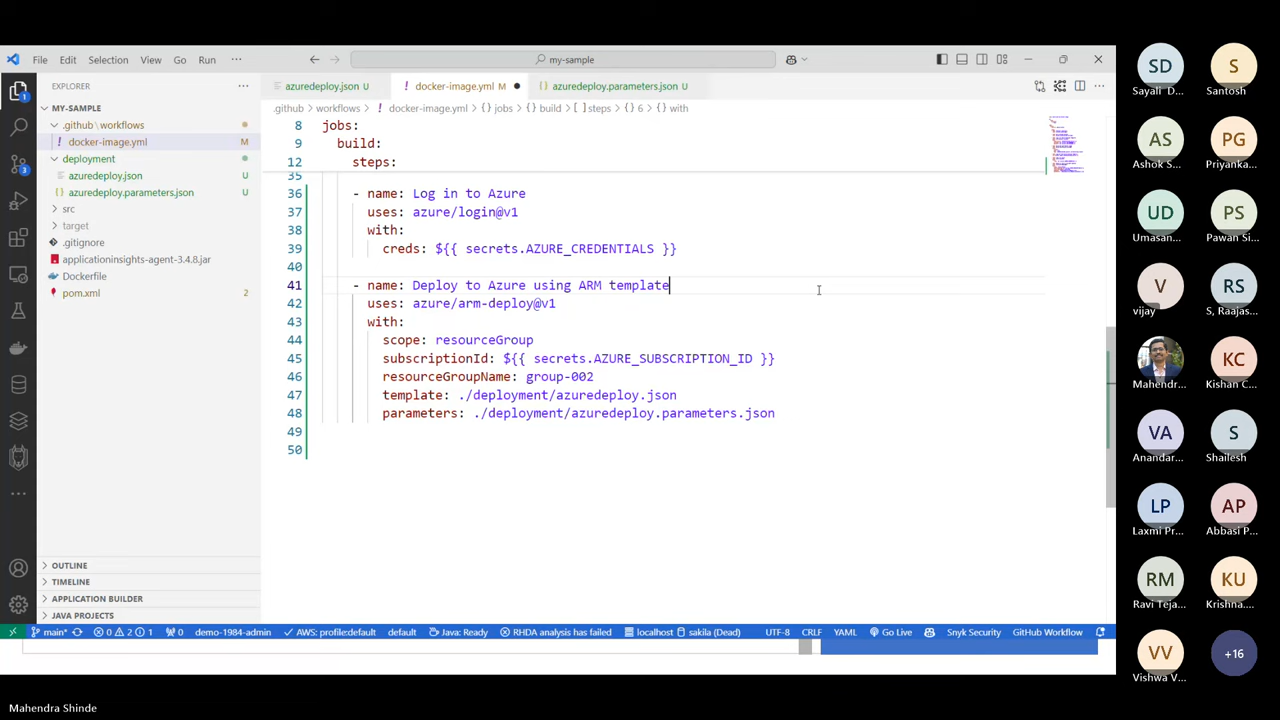 File Edit Selection View Go Run ···
my-sample
EXPLORER ···
MY-SAMPLE
.github\workflows
docker-image.yml M
deployment
azuredeploy.json U
azuredeploy.parameters.json U
src
target
.gitignore
applicationinsights-agent-3.4.8.jar
Dockerfile
pom.xml 2
OUTLINE
TIMELINE
APPLICATION BUILDER
JAVA PROJECTS
azuredeploy.json U
docker-image.yml M
azuredeploy.parameters.json U
.github > workflows > docker-image.yml > {} jobs > {} build > [ ] steps > {} 6 > {} with
8 jobs:
9 build:
12 steps:
35
36 - name: Log in to Azure
37 uses: azure/login@v1
38 with:
39 creds: ${{ secrets.AZURE_CREDENTIALS }}
40
41 - name: Deploy to Azure using ARM template
42 uses: azure/arm-deploy@v1
43 with:
44 scope: resourceGroup
45 subscriptionId: ${{ secrets.AZURE_SUBSCRIPTION_ID }}
46 resourceGroupName: group-002
47 template: ./deployment/azuredeploy.json
48 parameters: ./deployment/azuredeploy.parameters.json
49
50
1
3
main* 0 2 1 0 demo-1984-admin AWS: profile:default default Java: Ready RHDA analysis has failed localhost sakila (Dead) UTF-8 CRLF YAML Go Live Snyk Security GitHub Workflow
SD
Sayali D...
S
Santosh
AS
Ashok S...
PG
Priyanka...
UD
Umasan...
PS
Pawan Si...
V
vijay
RS
S, Raajas...
Mahendr...
KC
Kishan C...
VA
Anandar...
S
Shailesh
LP
Laxmi Pr...
AP
Abbasi P...
RM
Ravi Teja...
KU
Krishna...
VV
Vishwa V...
+16
Mahendra Shinde